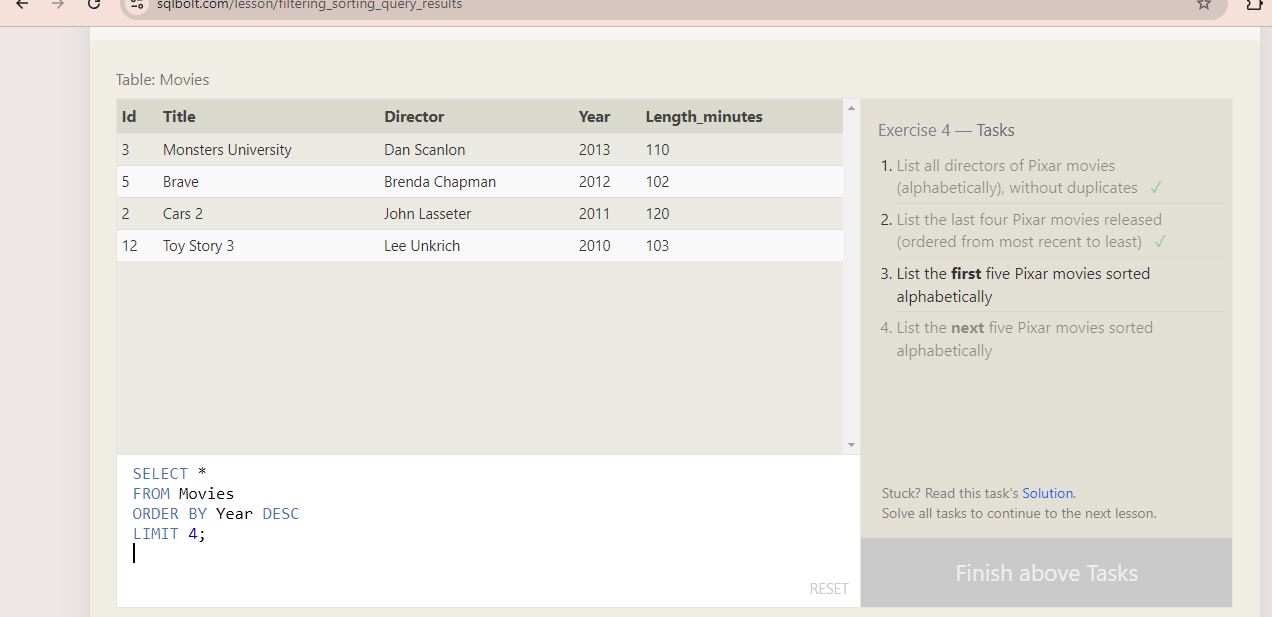 sqlbolt.com/lesson/filtering_sorting_query_results
Table: Movies
Id Title Director Year Length_minutes
3 Monsters University Dan Scanlon 2013 110
5 Brave Brenda Chapman 2012 102
2 Cars 2 John Lasseter 2011 120
12 Toy Story 3 Lee Unkrich 2010 103
SELECT *
FROM Movies
ORDER BY Year DESC
LIMIT 4;
RESET
Exercise 4 — Tasks
1. List all directors of Pixar movies
(alphabetically), without duplicates ✓
2. List the last four Pixar movies released
(ordered from most recent to least) ✓
3. List the first five Pixar movies sorted
alphabetically
4. List the next five Pixar movies sorted
alphabetically
Stuck? Read this task's Solution.
Solve all tasks to continue to the next lesson.
Finish above Tasks